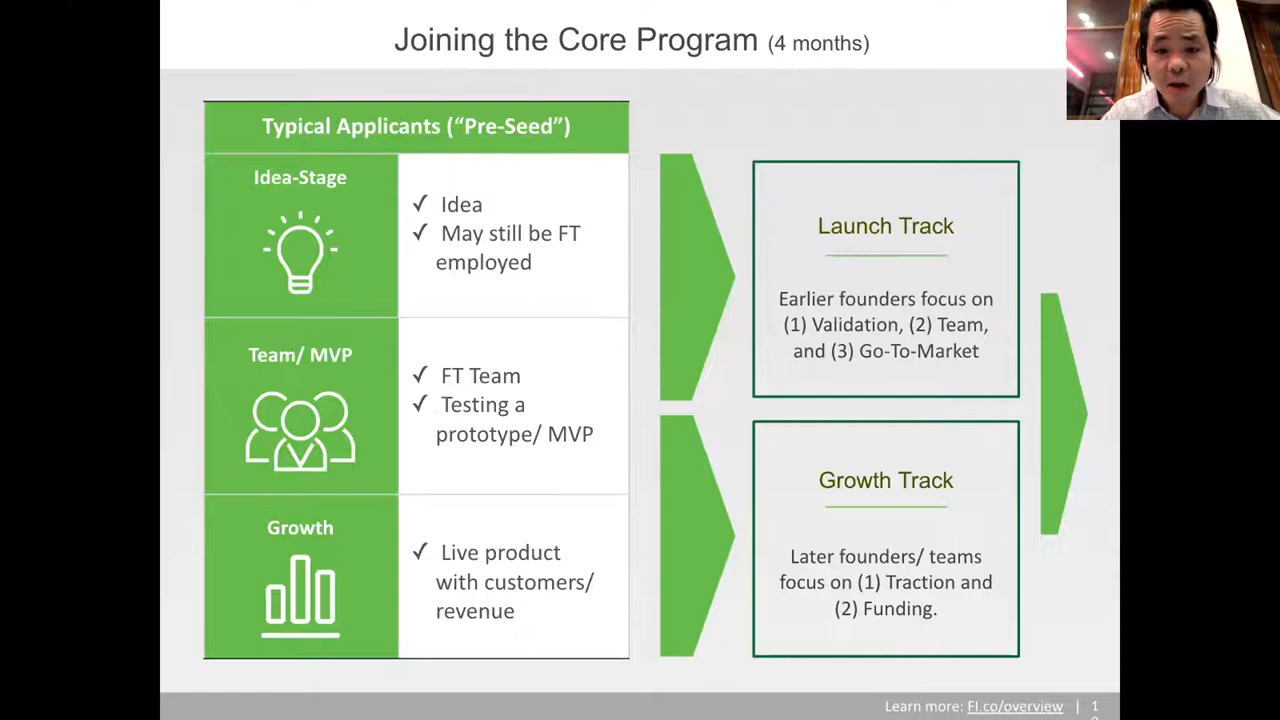 Joining the Core Program (4 months)
Typical Applicants (“Pre-Seed”)
Idea-Stage
✓ Idea
✓ May still be FT
employed
Team/ MVP
✓ FT Team
✓ Testing a
prototype/ MVP
Growth
✓ Live product
with customers/
revenue
Launch Track
Earlier founders focus on
(1) Validation, (2) Team,
and (3) Go-To-Market
Growth Track
Later founders/ teams
focus on (1) Traction and
(2) Funding.
Learn more: FI.co/overview | 1